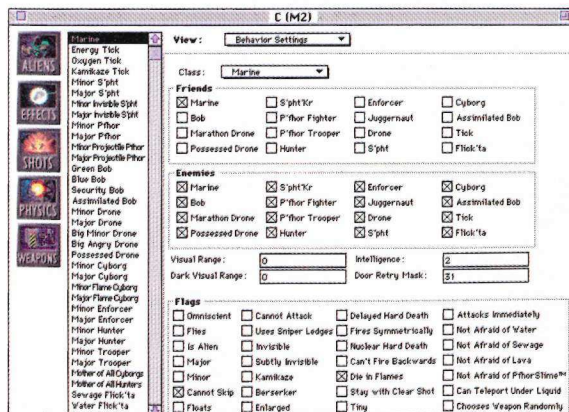 C (M2)
ALIENS
EFFECTS
SHOTS
PHYSICS
WEAPONS
Marine
Energy Tick
Oxygen Tick
Kamikaze Tick
Minor S'pht
Major S'pht
Minor Invisible S'pht
Major Invisible S'pht
Minor Pfhor
Major Pfhor
Minor Projectile Pfhor
Major Projectile Pfhor
Green Bob
Blue Bob
Security Bob
Assimilated Bob
Minor Drone
Major Drone
Big Minor Drone
Big Angry Drone
Possessed Drone
Minor Cyborg
Major Cyborg
Minor Flame Cyborg
Major Flame Cyborg
Minor Enforcer
Major Enforcer
Minor Hunter
Major Hunter
Minor Trooper
Major Trooper
Mother of All Cyborgs
Mother of All Hunters
Sewage Flick'ta
Water Flick'ta
View: Behavior Settings
Class: Marine
Friends
Marine S'pht'Kr Enforcer Cyborg
Bob P'fhor Fighter Juggernaut Assimilated Bob
Marathon Drone P'fhor Trooper Drone Tick
Possessed Drone Hunter S'pht Flick'ta
Enemies
Marine S'pht'Kr Enforcer Cyborg
Bob P'fhor Fighter Juggernaut Assimilated Bob
Marathon Drone P'fhor Trooper Drone Tick
Possessed Drone Hunter S'pht Flick'ta
Visual Range: 0 Intelligence: 2
Dark Visual Range: 0 Door Retry Mask: 31
Flags
Omniscient Cannot Attack Delayed Hard Death Attacks Immediately
Flies Uses Sniper Ledges Fires Symmetrically Not Afraid of Water
Is Alien Invisible Nuclear Hard Death Not Afraid of Sewage
Major Subtly Invisible Can't Fire Backwards Not Afraid of Lava
Minor Kamikaze Die in Flames Not Afraid of PfhorSlime™
Cannot Skip Berserker Stay with Clear Shot Can Teleport Under Liquid
Floats Enlarged Tiny Chooses Weapon Randomly